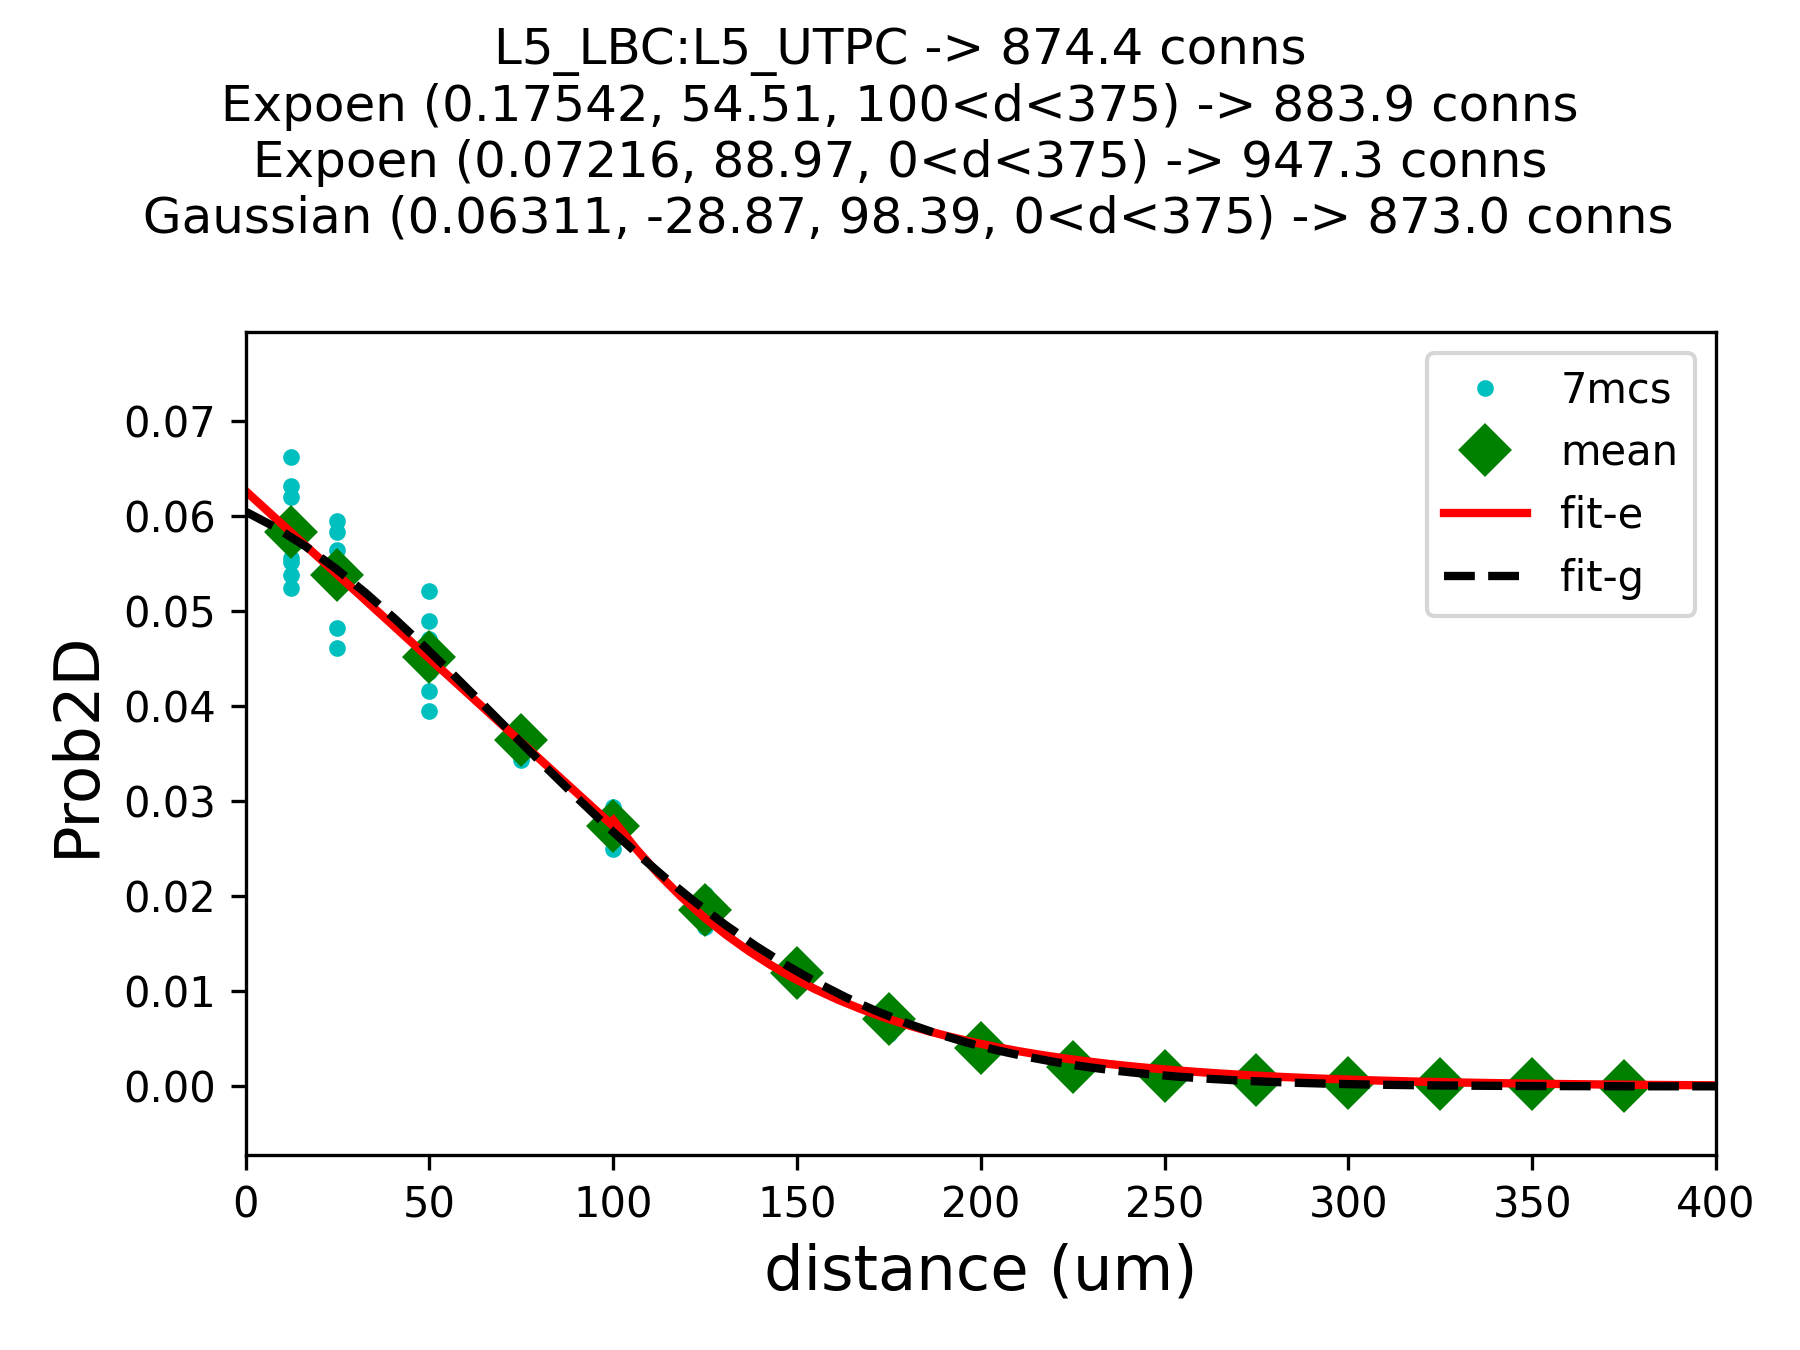 L5_LBC:L5_UTPC -> 874.4 conns
Expoen (0.17542, 54.51, 100<d<375) -> 883.9 conns
Expoen (0.07216, 88.97, 0<d<375) -> 947.3 conns
Gaussian (0.06311, -28.87, 98.39, 0<d<375) -> 873.0 conns
7mcs
mean
fit-e
fit-g
Prob2D
0.07
0.06
0.05
0.04
0.03
0.02
0.01
0.00
0 50 100 150 200 250 300 350 400
distance (um)